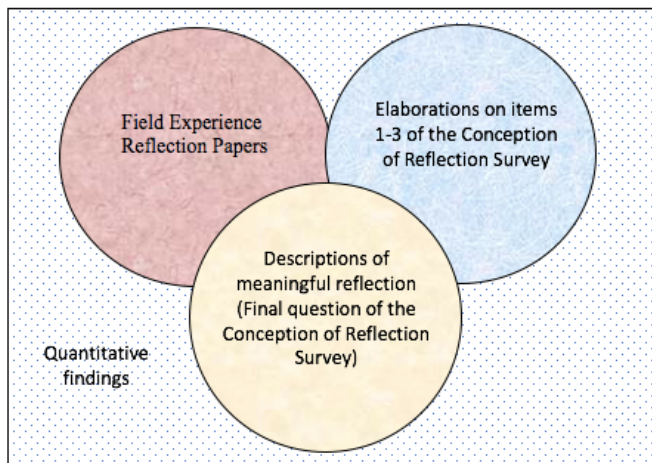 Field Experience
Reflection Papers
Elaborations on items
1-3 of the Conception
of Reflection Survey
Descriptions of
meaningful reflection
(Final question of the
Conception of Reflection
Survey)
Quantitative
findings